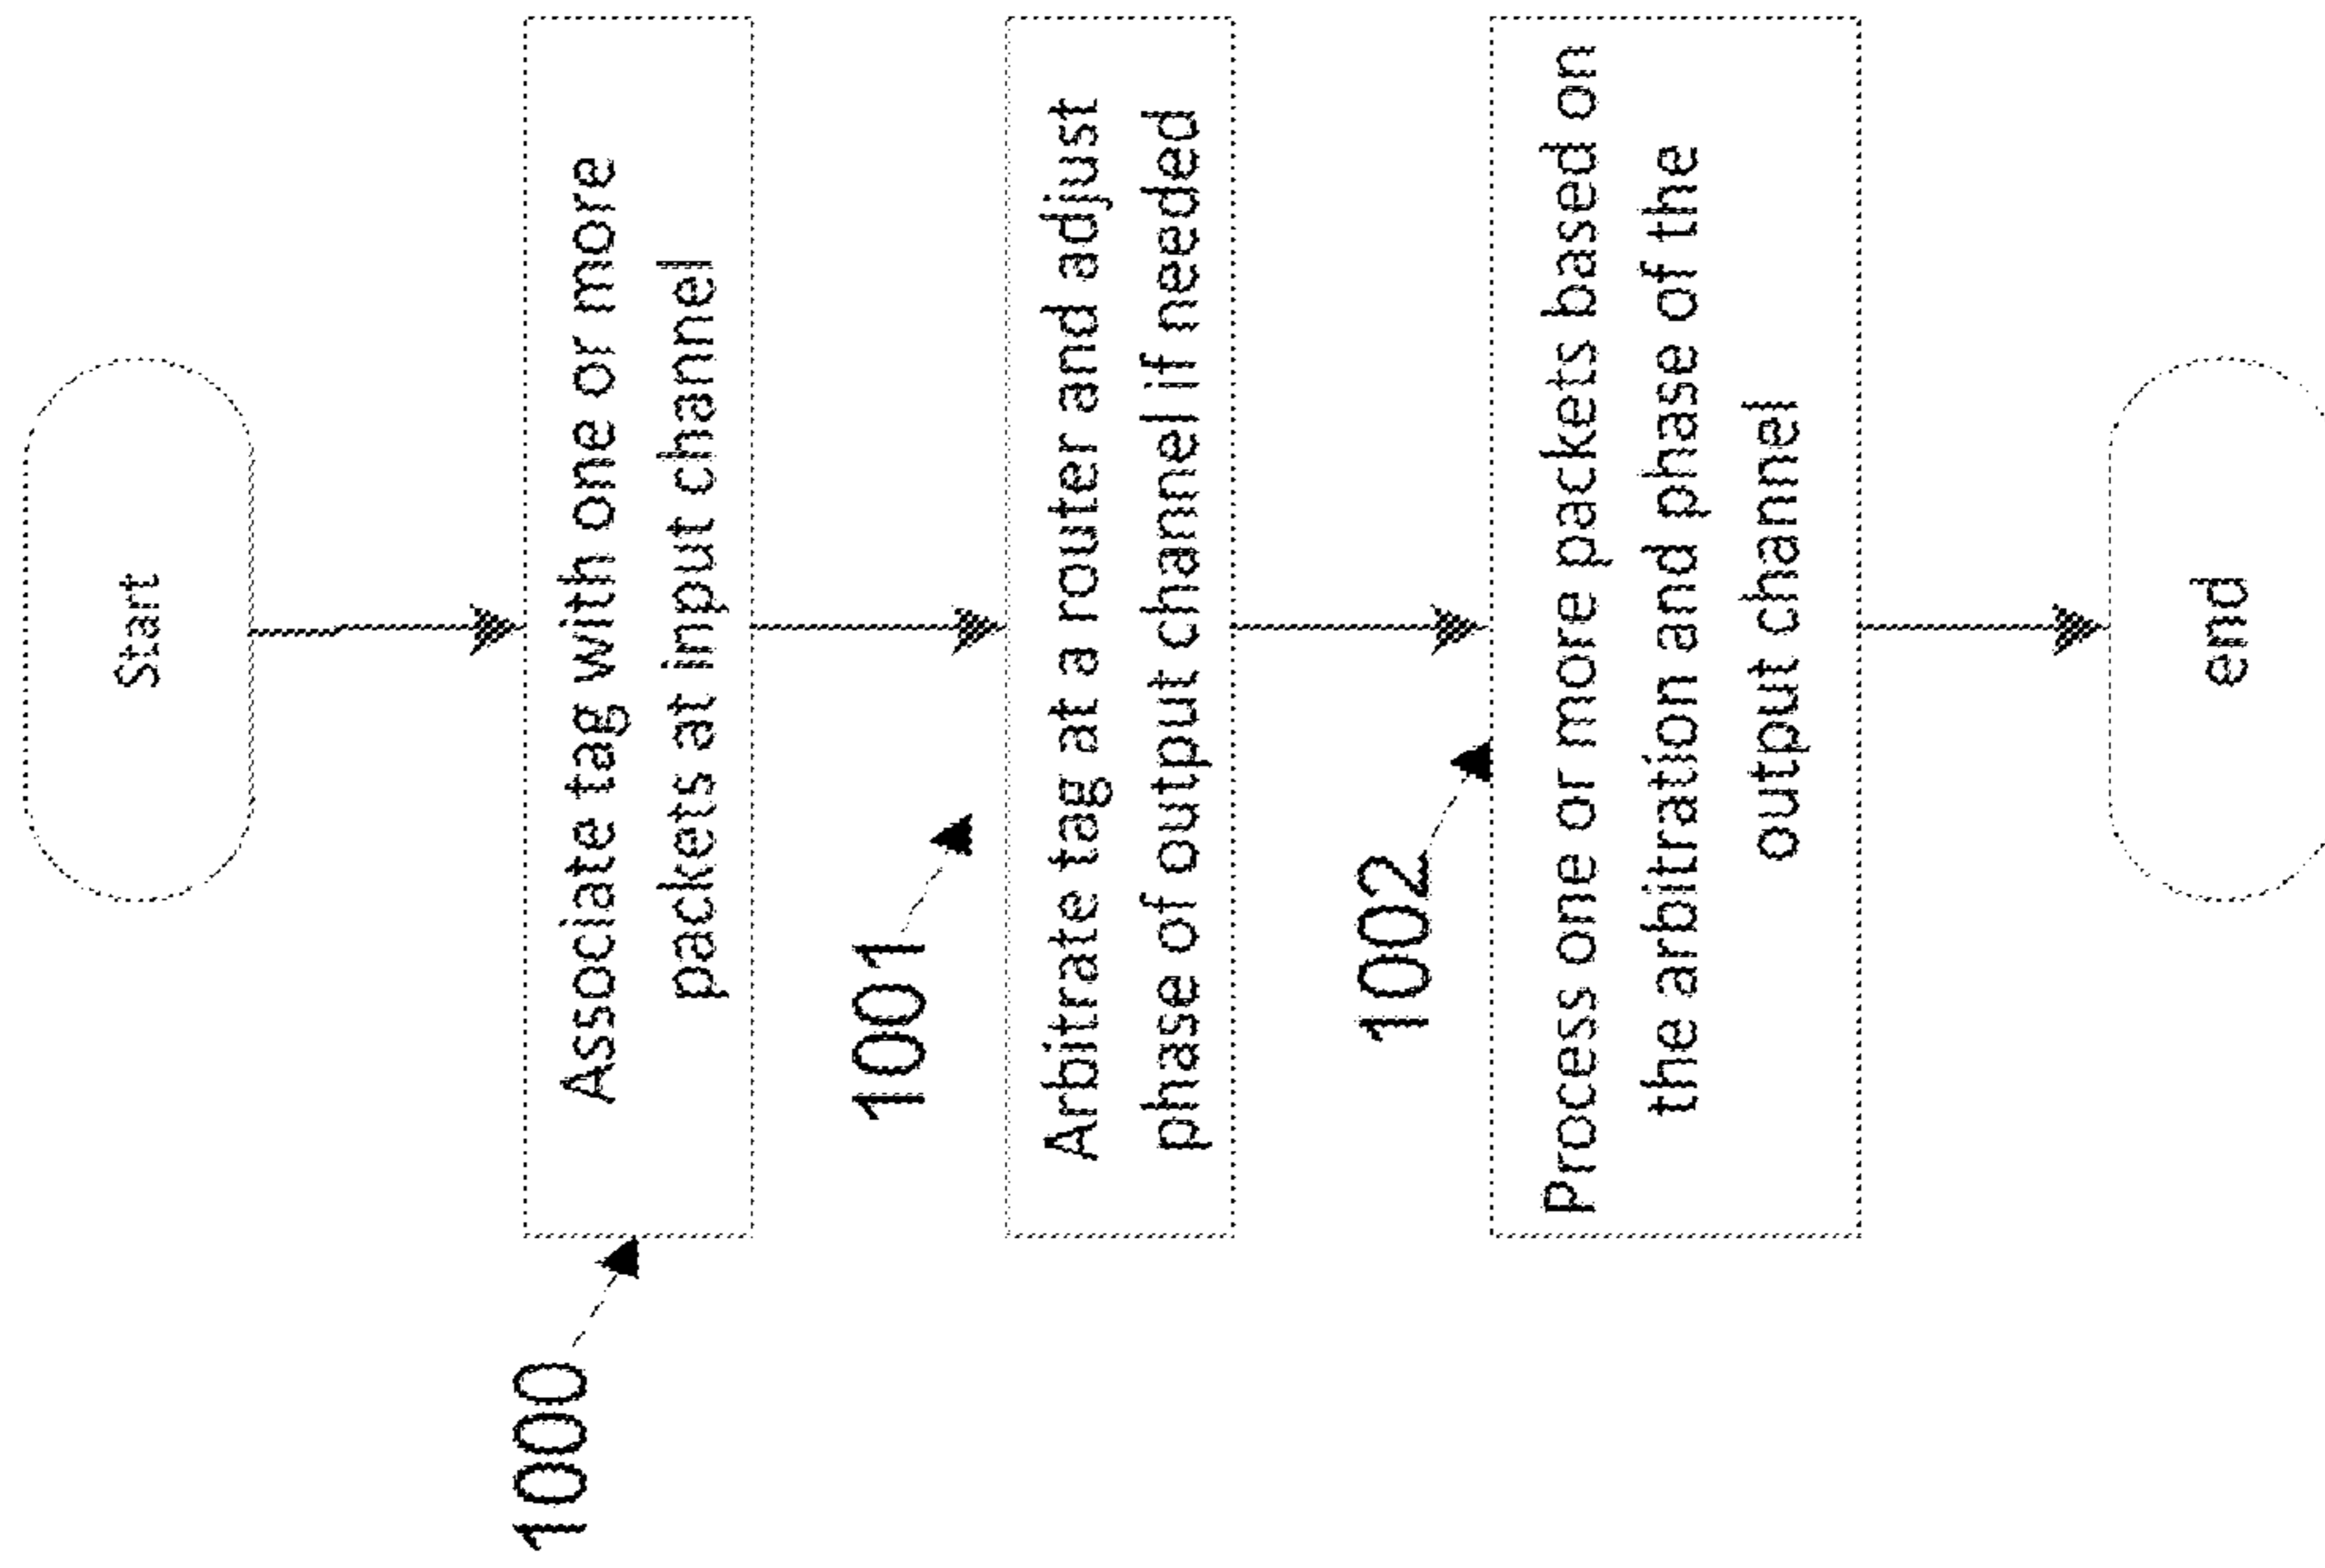 Start
1000
Associate tag with one or more
packets at input channel
1001
Arbitrate tag at a router and adjust
phase of output channel if needed
1002
Process one or more packets based on
the arbitration and phase of the
output channel
end